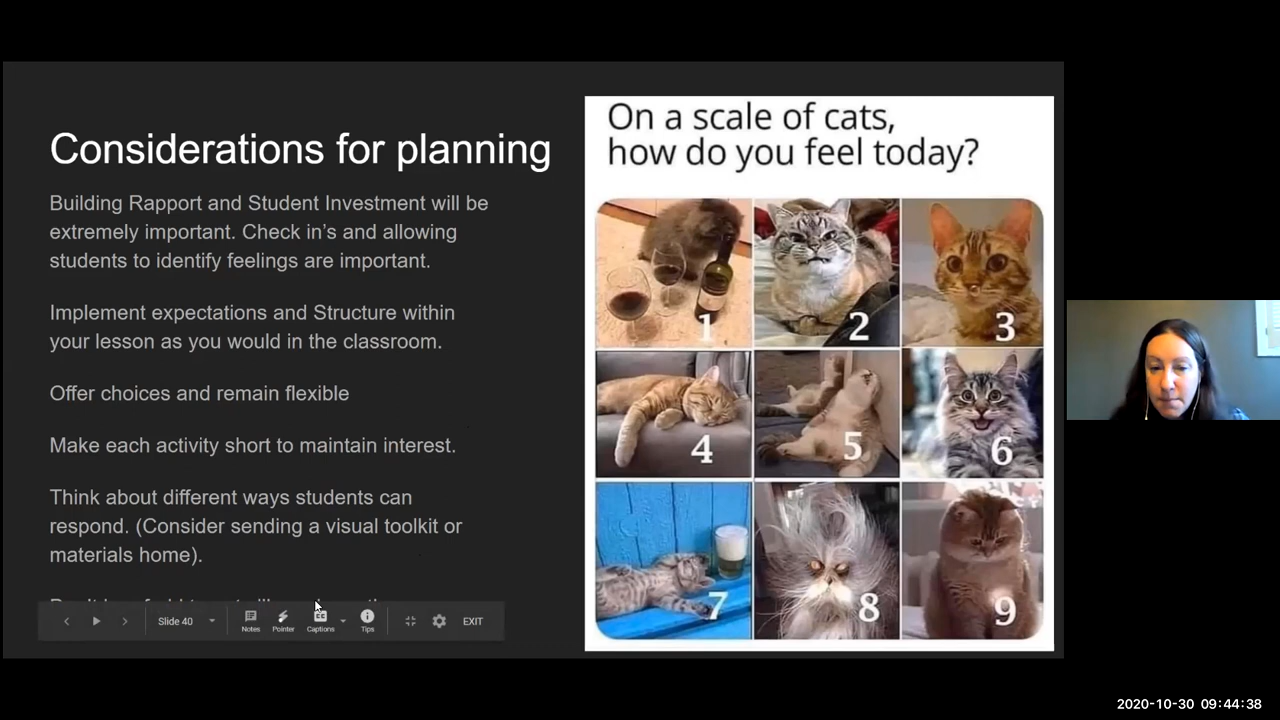 Considerations for planning
Building Rapport and Student Investment will be
extremely important. Check in's and allowing
students to identify feelings are important.
Implement expectations and Structure within
your lesson as you would in the classroom.
Offer choices and remain flexible
Make each activity short to maintain interest.
Think about different ways students can
respond. (Consider sending a visual toolkit or
materials home).
Slide 40
Notes
Pointer
CC
Captions
Tips
EXIT
On a scale of cats,
how do you feel today?
1
2
3
4
5
6
7
8
9
2020-10-30 09:44:38